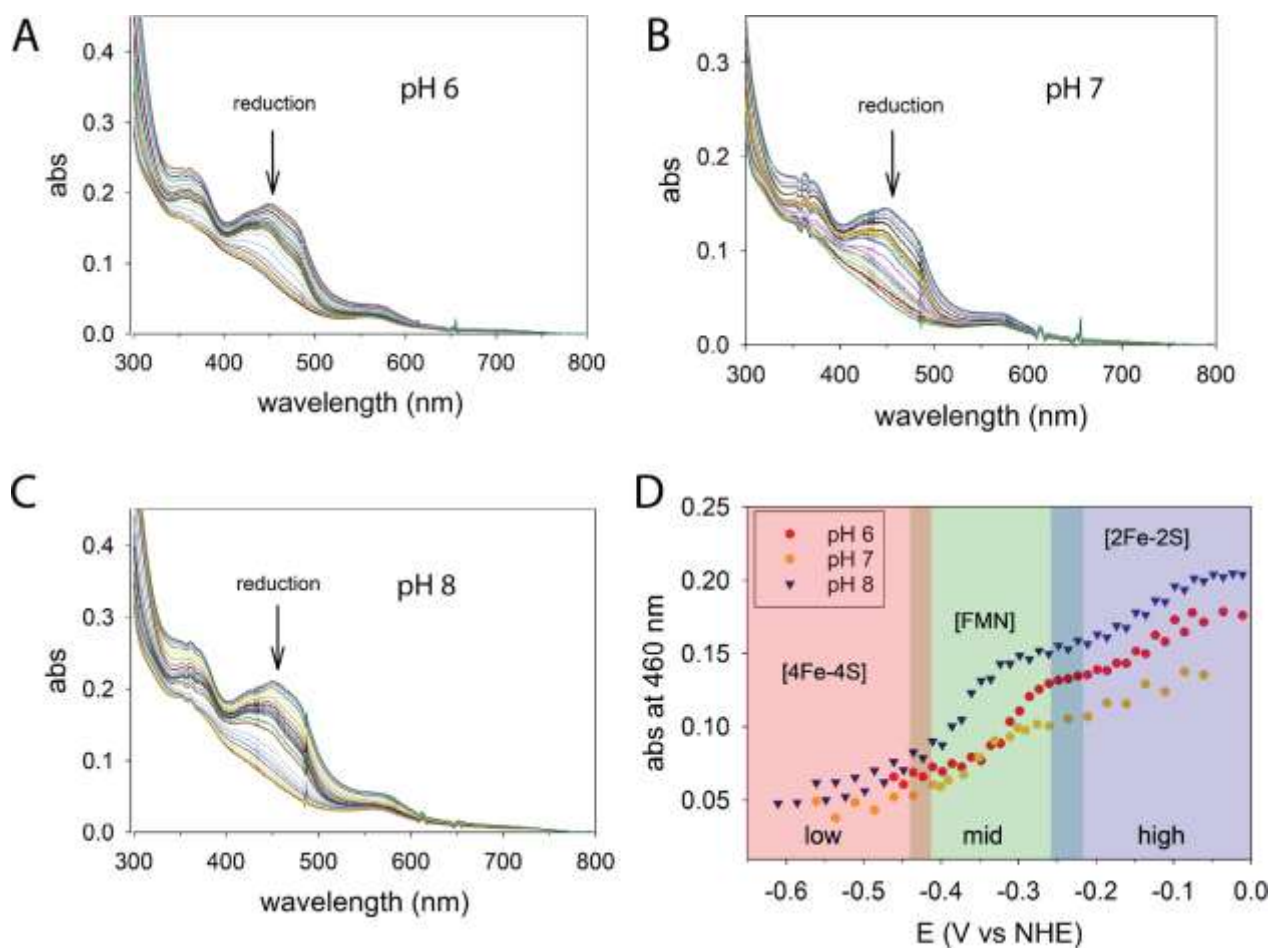 A
0.4
0.3
0.2
0.1
0.0
abs
pH 6
reduction
300 400 500 600 700 800
wavelength (nm)
B
0.3
0.2
0.1
0.0
abs
pH 7
reduction
300 400 500 600 700 800
wavelength (nm)
C
0.4
0.3
0.2
0.1
0.0
abs
pH 8
reduction
300 400 500 600 700 800
wavelength (nm)
D
0.25
0.20
0.15
0.10
0.05
abs at 460 nm
pH 6
pH 7
pH 8
[2Fe-2S]
[FMN]
[4Fe-4S]
low mid high
-0.6 -0.5 -0.4 -0.3 -0.2 -0.1 0.0
E (V vs NHE)